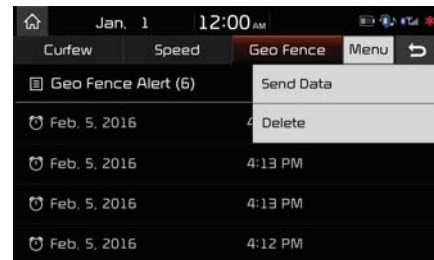 Jan. 1 12:00 AM
Curfew Speed Geo Fence Menu
Geo Fence Alert (6) Send Data
Feb. 5, 2016 4 Delete
Feb. 5, 2016 4:13 PM
Feb. 5, 2016 4:13 PM
Feb. 5, 2016 4:12 PM